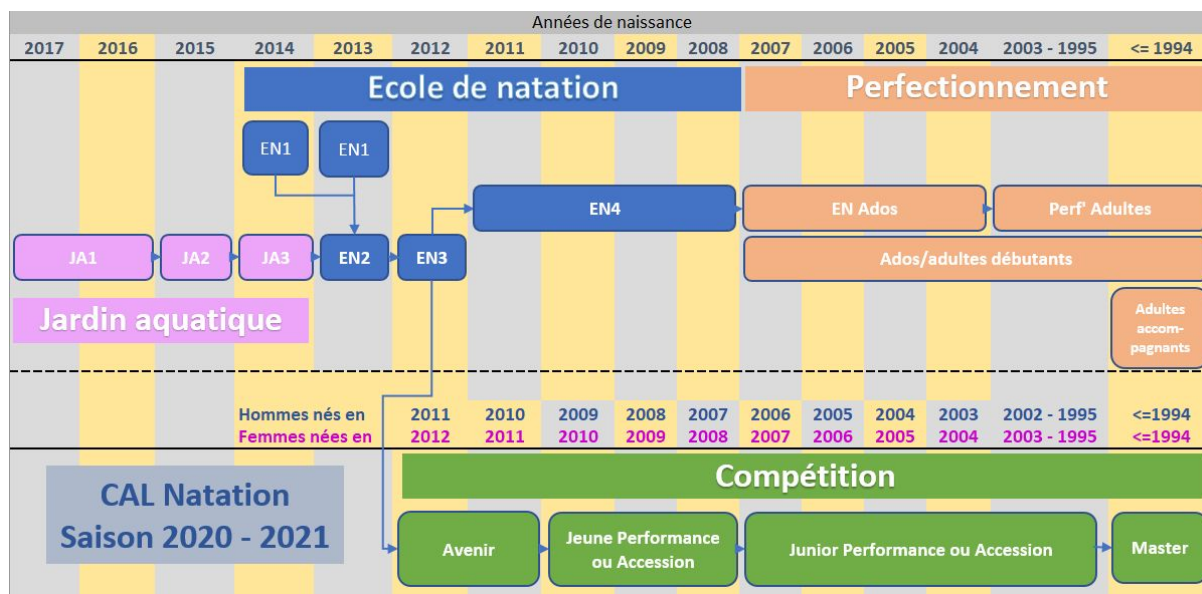 Années de naissance
2017 2016 2015 2014 2013 2012 2011 2010 2009 2008 2007 2006 2005 2004 2003 - 1995 <= 1994
Ecole de natation Perfectionnement
EN1 EN1
EN4 EN Ados Perf' Adultes
JA1 JA2 JA3 EN2 EN3 Ados/adultes débutants
Jardin aquatique
Adultes
accom-
pagnants
Hommes nés en 2011 2010 2009 2008 2007 2006 2005 2004 2003 2002 - 1995 <=1994
Femmes nées en 2012 2011 2010 2009 2008 2007 2006 2005 2004 2003 - 1995 <=1994
Compétition
CAL Natation
Saison 2020 - 2021
Avenir
Jeune Performance
ou Accession
Junior Performance ou Accession
Master